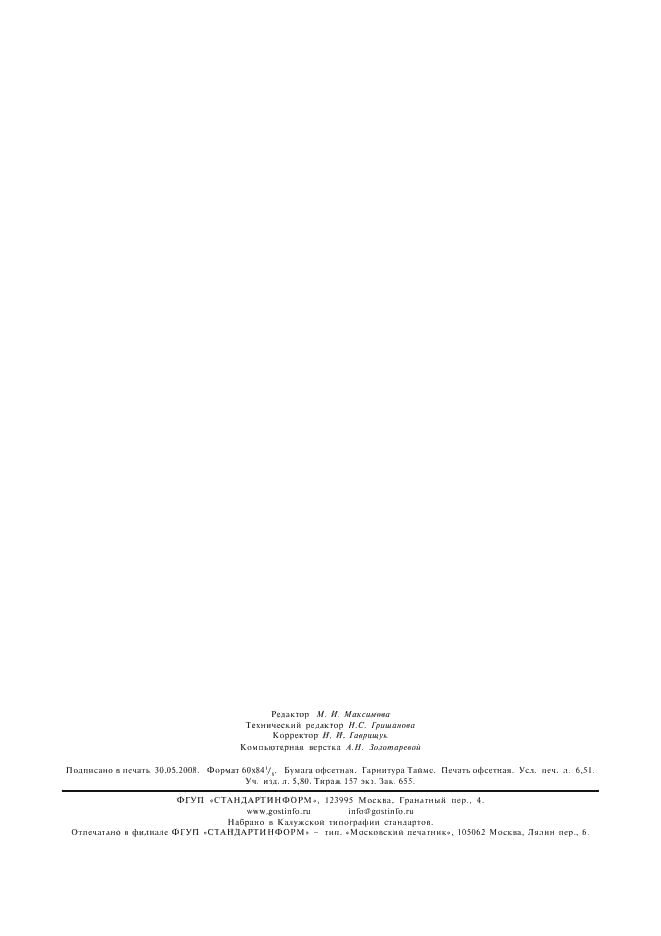 Редактор М. И. Максимова
Технический редактор Н.С. Гришанова
Корректор Н. И. Гаврищук
Компьютерная верстка А.Н. Золотаревой
Подписано в печать 30.05.2008. Формат 60х84 1/8. Бумага офсетная. Гарнитура Таймс. Печать офсетная. Усл. печ. л. 6,51.
Уч. изд. л. 5,80. Тираж 157 экз. Зак. 655.
ФГУП «СТАНДАРТИНФОРМ», 123995 Москва, Гранатный пер., 4.
www.gostinfo.ru info@gostinfo.ru
Набрано в Калужской типографии стандартов.
Отпечатано в филиале ФГУП «СТАНДАРТИНФОРМ» – тип. «Московский печатник», 105062 Москва, Лялин пер., 6.